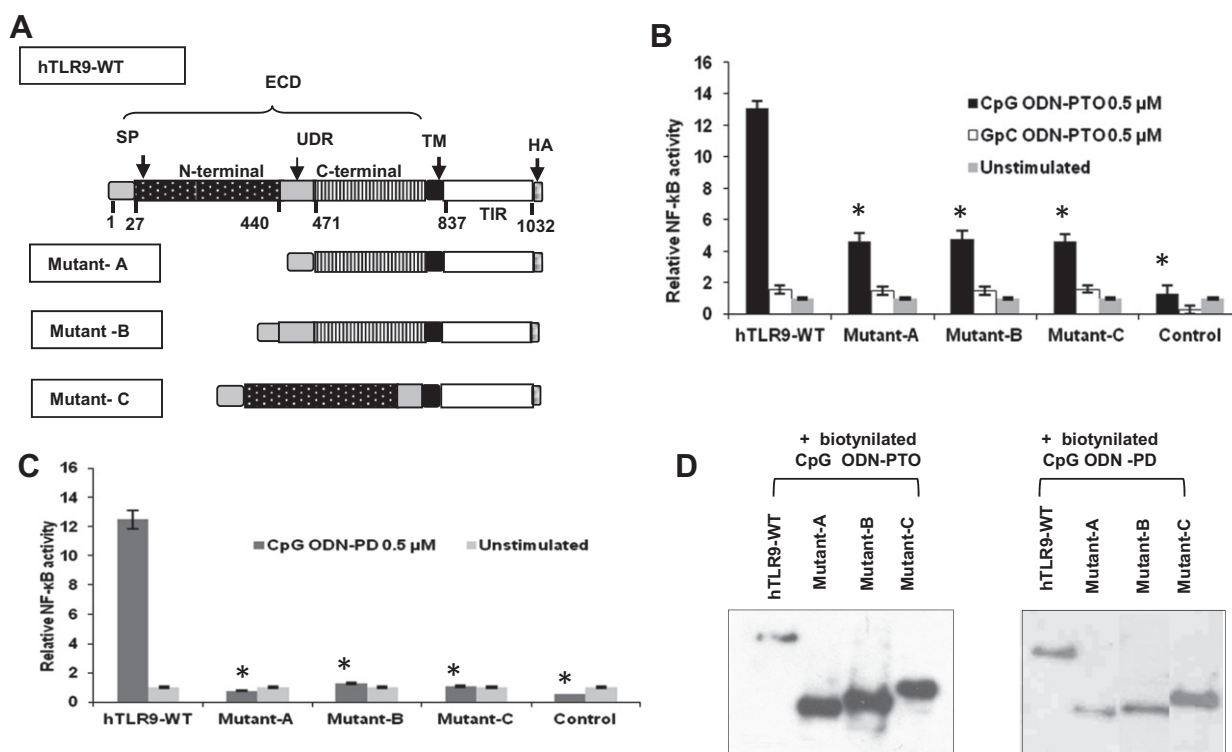 A
hTLR9-WT
ECD
SP
UDR
TM
HA
N-terminal
C-terminal
TIR
1
27
440
471
837
1032
Mutant- A
Mutant -B
Mutant- C
B
Relative NF-kB activity
16
14
12
10
8
6
4
2
0
CpG ODN-PTO 0.5 µM
GpC ODN-PTO 0.5 µM
Unstimulated
*
*
*
*
hTLR9-WT
Mutant-A
Mutant-B
Mutant-C
Control
C
Relative NF-κB activity
16
14
12
10
8
6
4
2
0
CpG ODN-PD 0.5 µM
Unstimulated
*
*
*
*
hTLR9-WT
Mutant-A
Mutant-B
Mutant-C
Control
D
+ biotynilated
CpG ODN-PTO
hTLR9-WT
Mutant-A
Mutant-B
Mutant-C
+ biotynilated
CpG ODN -PD
hTLR9-WT
Mutant-A
Mutant-B
Mutant-C